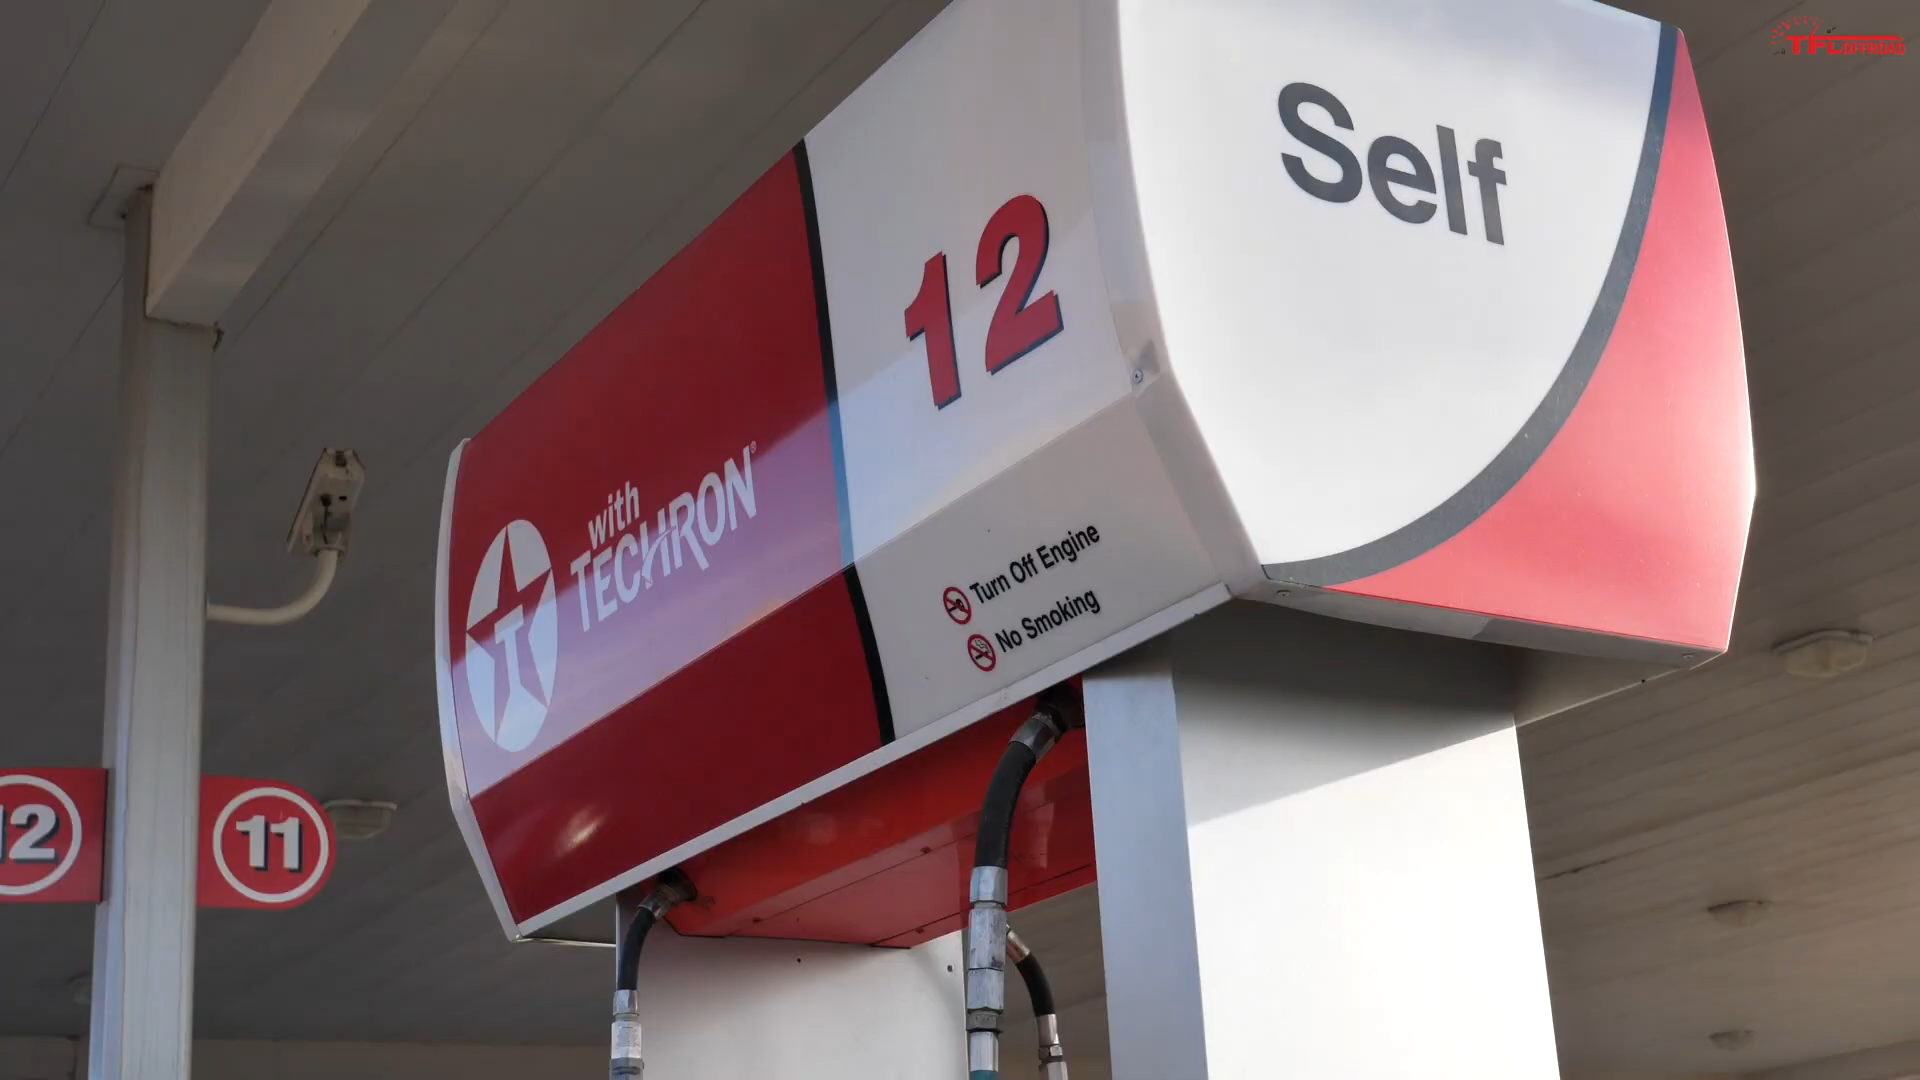 TFLOFFROAD
Self
12
with
TECHRON®
T
Turn Off Engine
No Smoking
12
11